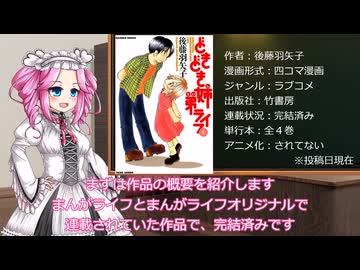 後藤羽矢子
どきどき姉弟ライフ
作者：後藤羽矢子
漫画形式：四コマ漫画
ジャンル：ラブコメ
出版社：竹書房
連載状況：完結済み
単行本：全４巻
アニメ化：されてない
※投稿日現在
まずは作品の概要を紹介します
まんがライフとまんがライフオリジナルで
連載されていた作品で、完結済みです